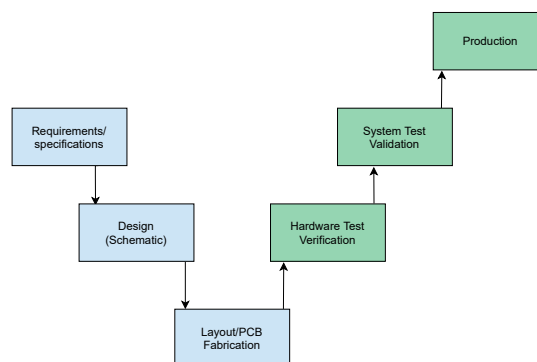 Requirements/
specifications
Design
(Schematic)
Layout/PCB
Fabrication
Hardware Test
Verification
System Test
Validation
Production